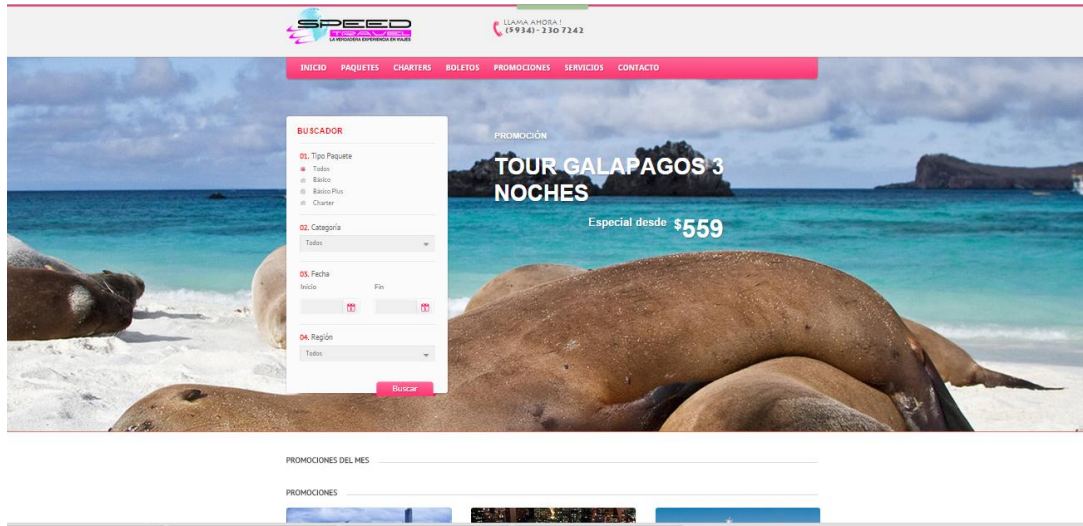 SPEED
TRAVEL
LA VERDADERA EXPERIENCIA EN VIAJES
LLAMA AHORA !
(5934)- 230 7242
INICIO PAQUETES CHARTERS BOLETOS PROMOCIONES SERVICIOS CONTACTO
BUSCADOR
01. Tipo Paquete
Todos
Básico
Básico Plus
Charter
02. Categoría
Todos
03. Fecha
Inicio Fin
04. Región
Todos
Buscar
PROMOCIÓN
TOUR GALAPAGOS 3
NOCHES
Especial desde $559
PROMOCIONES DEL MES
PROMOCIONES